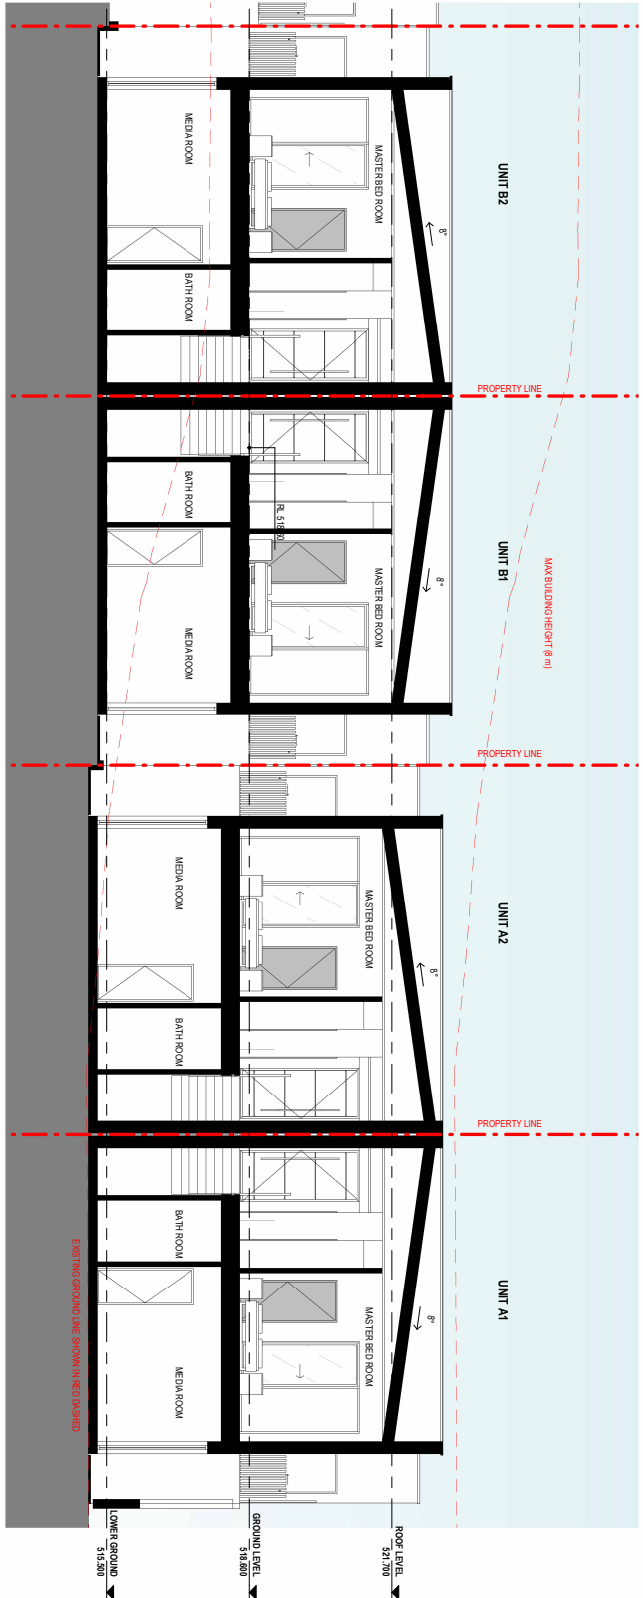 UNIT B2
UNIT B1
UNIT A2
UNIT A1
PROPERTY LINE
PROPERTY LINE
PROPERTY LINE
MAX BUILDING HEIGHT (8 m)
8°
8°
8°
8°
ROOF LEVEL
521.700
MASTER BED ROOM
MASTER BED ROOM
MASTER BED ROOM
MASTER BED ROOM
RL
GROUND LEVEL
518.600
MEDIA ROOM
BATH ROOM
BATH ROOM
MEDIA ROOM
MEDIA ROOM
BATH ROOM
BATH ROOM
MEDIA ROOM
LOWER GROUND
515.500
EXISTING GROUND LINE SHOWN IN RED DASHED